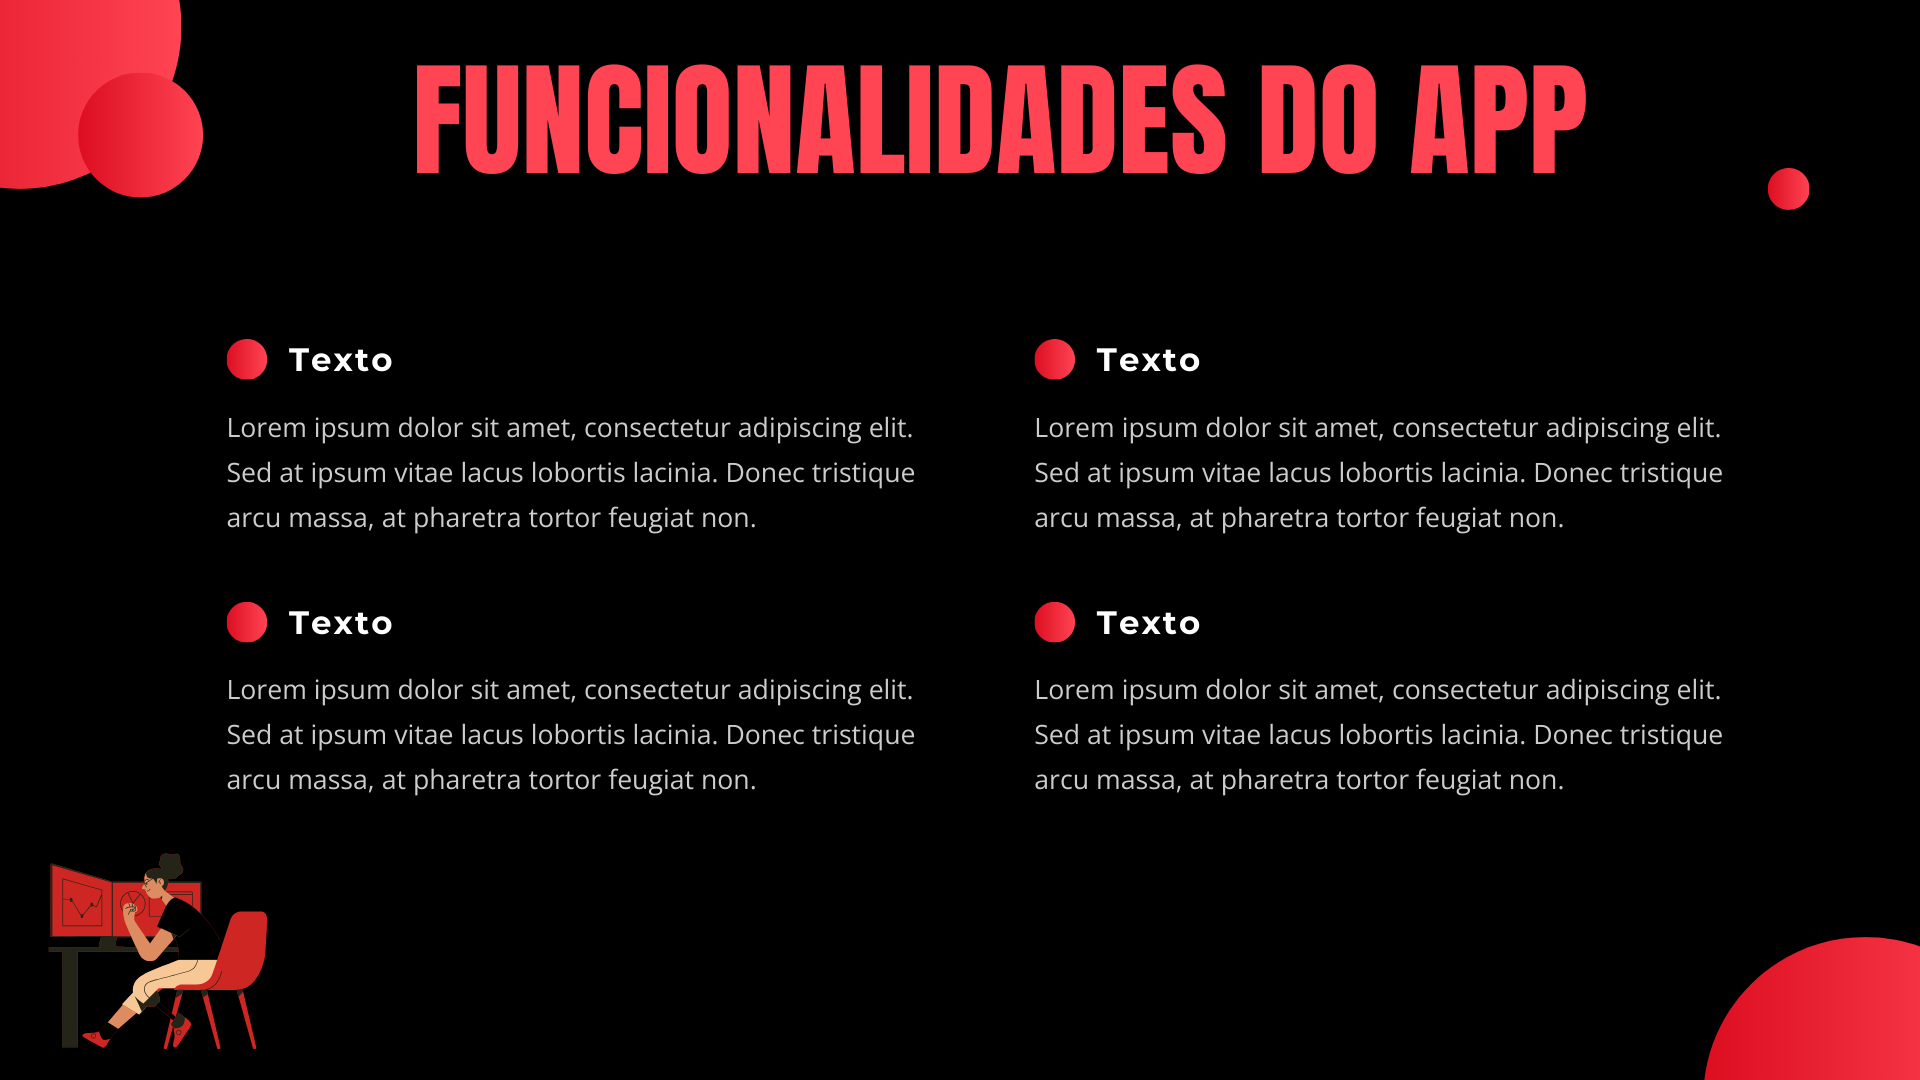 FUNCIONALIDADES DO APP
Texto
Lorem ipsum dolor sit amet, consectetur adipiscing elit.
Sed at ipsum vitae lacus lobortis lacinia. Donec tristique
arcu massa, at pharetra tortor feugiat non.
Texto
Lorem ipsum dolor sit amet, consectetur adipiscing elit.
Sed at ipsum vitae lacus lobortis lacinia. Donec tristique
arcu massa, at pharetra tortor feugiat non.
Texto
Lorem ipsum dolor sit amet, consectetur adipiscing elit.
Sed at ipsum vitae lacus lobortis lacinia. Donec tristique
arcu massa, at pharetra tortor feugiat non.
Texto
Lorem ipsum dolor sit amet, consectetur adipiscing elit.
Sed at ipsum vitae lacus lobortis lacinia. Donec tristique
arcu massa, at pharetra tortor feugiat non.